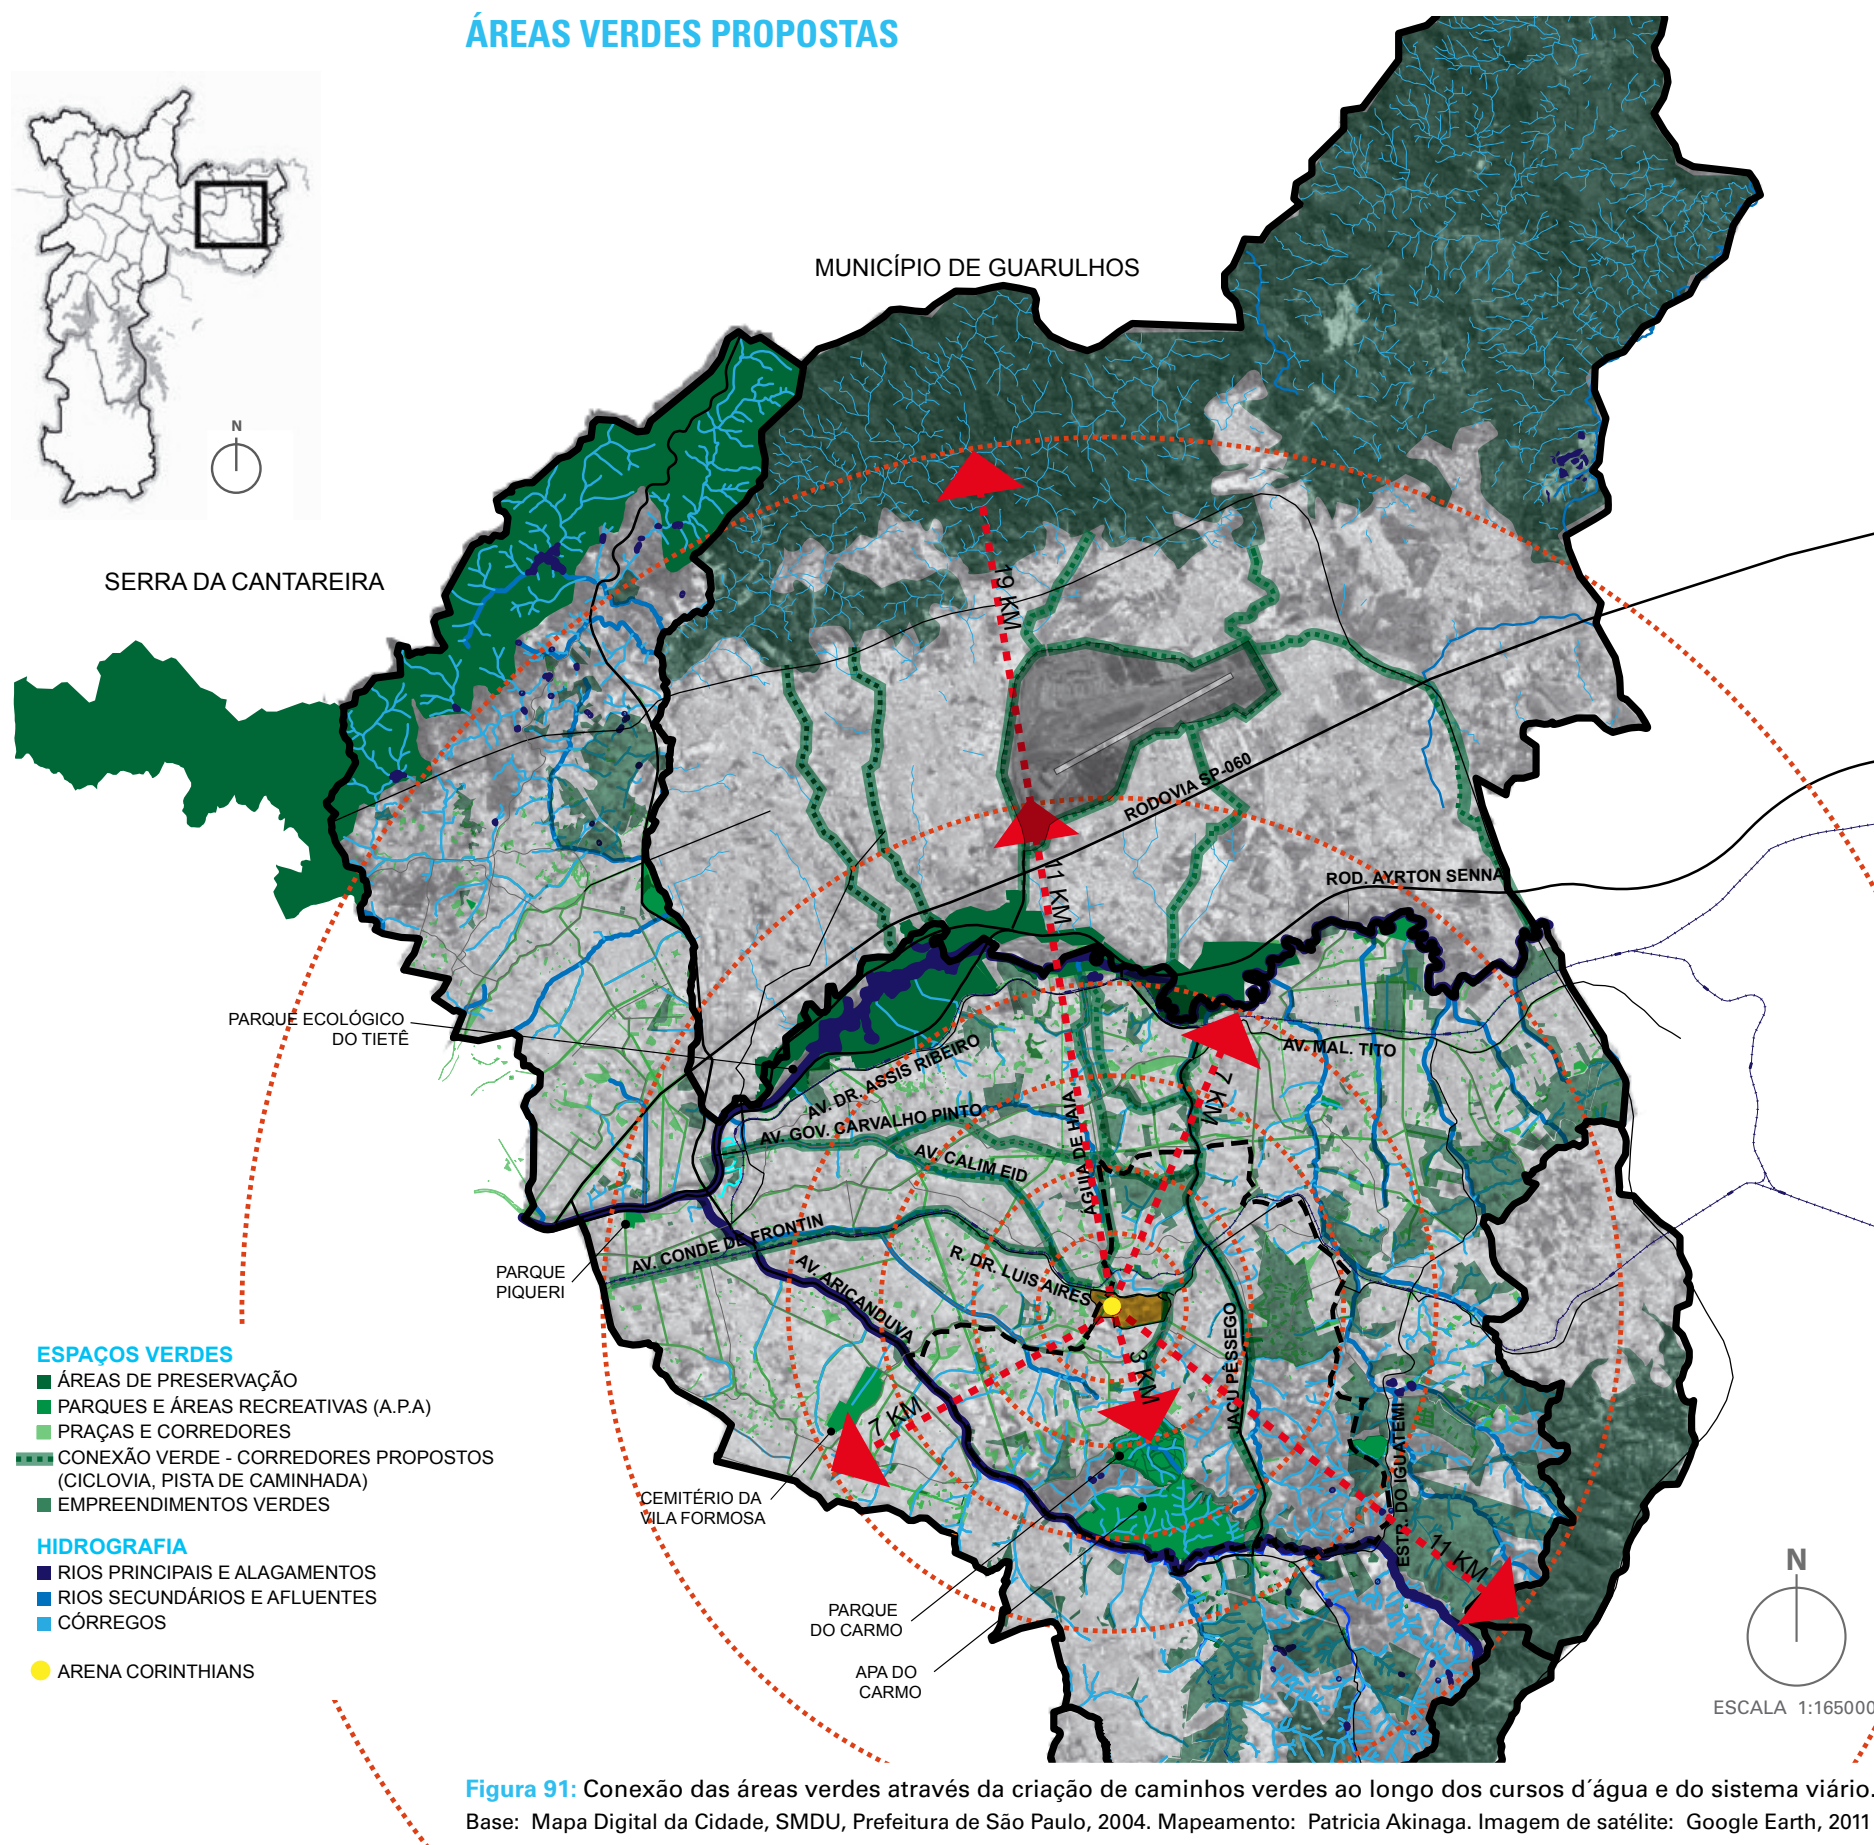 ÁREAS VERDES PROPOSTAS
N
MUNICÍPIO DE GUARULHOS
SERRA DA CANTAREIRA
19 KM
RODOVIA SP-060
11 KM
ROD. AYRTON SENNA
PARQUE ECOLÓGICO
DO TIETÊ
AV. DR. ASSIS RIBEIRO
AV. MAL. TITO
7 KM
AV. GOV. CARVALHO PINTO
ÁGUIA DE HAIA
AV. CALIM EID
AV. CONDE DE FRONTIN
PARQUE
PIQUERI
AV. ARICANDUVA
R. DR. LUIS AIRES
JACU PÊSSEGO
3 KM
7 KM
ESTR. DO IGUATEMI
11 KM
CEMITÉRIO DA
VILA FORMOSA
PARQUE
DO CARMO
APA DO
CARMO
ESPAÇOS VERDES
ÁREAS DE PRESERVAÇÃO
PARQUES E ÁREAS RECREATIVAS (A.P.A)
PRAÇAS E CORREDORES
CONEXÃO VERDE - CORREDORES PROPOSTOS
(CICLOVIA, PISTA DE CAMINHADA)
EMPREENDIMENTOS VERDES
HIDROGRAFIA
RIOS PRINCIPAIS E ALAGAMENTOS
RIOS SECUNDÁRIOS E AFLUENTES
CÓRREGOS
ARENA CORINTHIANS
N
ESCALA 1:165000
Figura 91: Conexão das áreas verdes através da criação de caminhos verdes ao longo dos cursos d´água e do sistema viário.
Base: Mapa Digital da Cidade, SMDU, Prefeitura de São Paulo, 2004. Mapeamento: Patricia Akinaga. Imagem de satélite: Google Earth, 2011